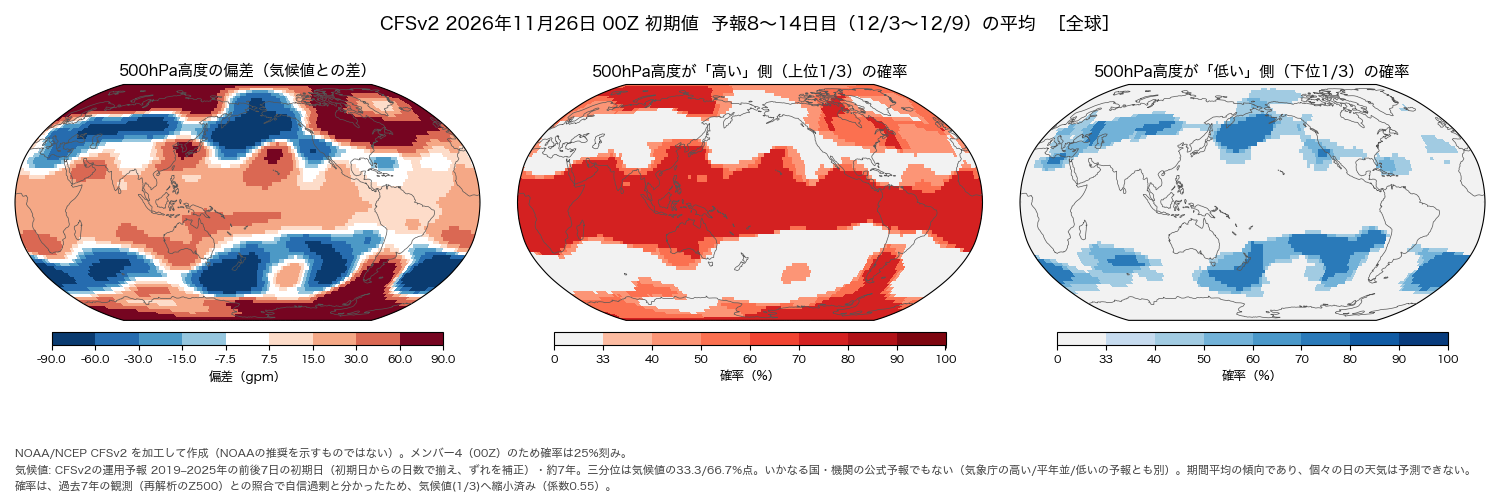 CFSv2 2026年11月26日 00Z 初期値 予報8〜14日目（12/3〜12/9）の平均 ［全球］
500hPa高度の偏差（気候値との差）
500hPa高度が「高い」側（上位1/3）の確率
500hPa高度が「低い」側（下位1/3）の確率
-90.0 -60.0 -30.0 -15.0 -7.5 7.5 15.0 30.0 60.0 90.0
偏差（gpm）
0 33 40 50 60 70 80 90 100
確率（%）
0 33 40 50 60 70 80 90 100
確率（%）
NOAA/NCEP CFSv2 を加工して作成（NOAAの推奨を示すものではない）。メンバー4（00Z）のため確率は25%刻み。
気候値: CFSv2の運用予報 2019–2025年の前後7日の初期日（初期日からの日数で揃え、ずれを補正）・約7年。三分位は気候値の33.3/66.7%点。いかなる国・機関の公式予報でもない（気象庁の高い/平年並/低いの予報とも別）。期間平均の傾向であり、個々の日の天気は予測できない。
確率は、過去7年の観測（再解析のZ500）との照合で自信過剰と分かったため、気候値(1/3)へ縮小済み（係数0.55）。